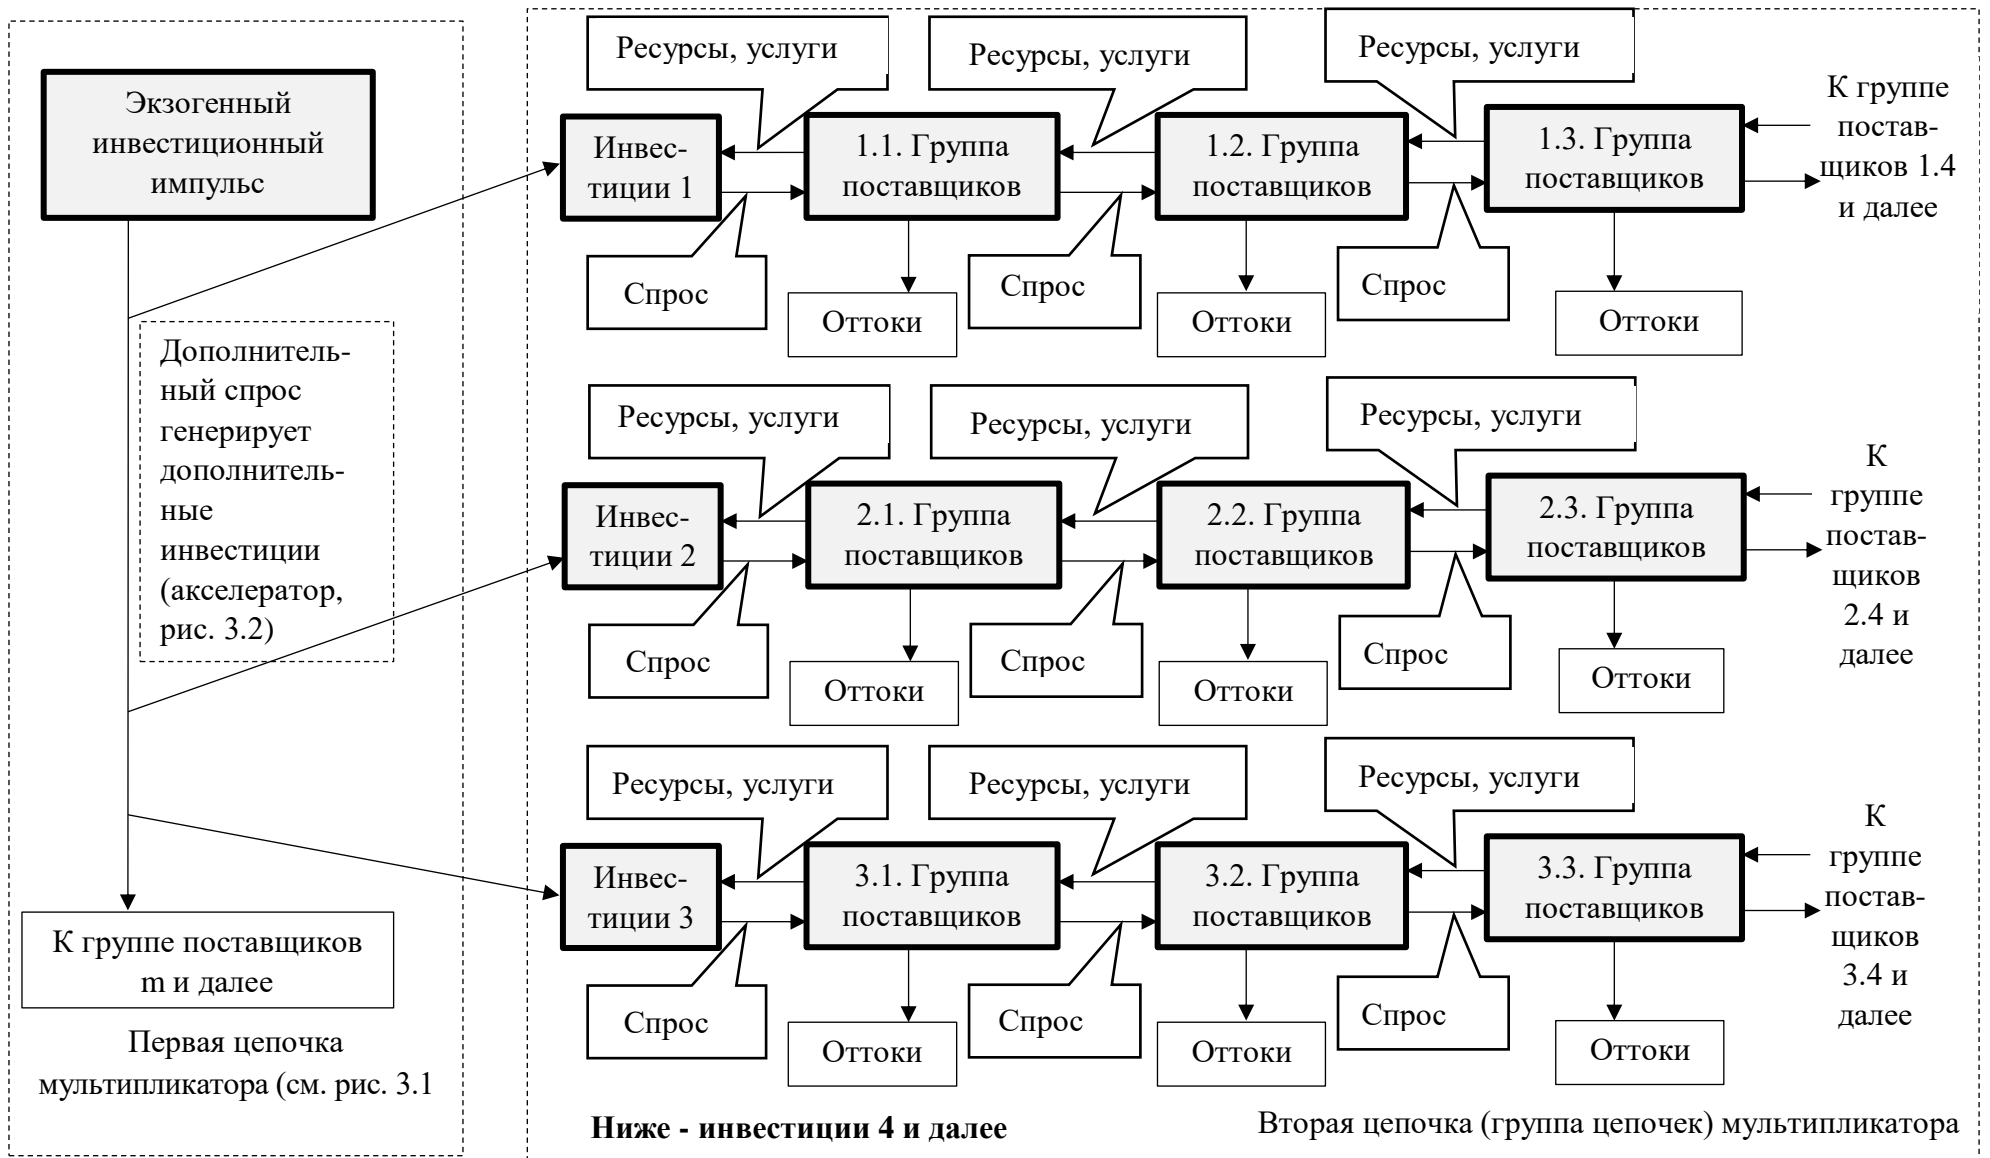 Экзогенный
инвестиционный
импульс
Дополнитель-
ный спрос
генерирует
дополнитель-
ные
инвестиции
(акселератор,
рис. 3.2)
К группе поставщиков
m и далее
Первая цепочка
мультипликатора (см. рис. 3.1
Ресурсы, услуги
Ресурсы, услуги
Ресурсы, услуги
Инвес-
тиции 1
1.1. Группа
поставщиков
1.2. Группа
поставщиков
1.3. Группа
поставщиков
К группе
постав-
щиков 1.4
и далее
Спрос
Спрос
Спрос
Оттоки
Оттоки
Оттоки
Ресурсы, услуги
Ресурсы, услуги
Ресурсы, услуги
Инвес-
тиции 2
2.1. Группа
поставщиков
2.2. Группа
поставщиков
2.3. Группа
поставщиков
К
группе
постав-
щиков
2.4 и
далее
Спрос
Спрос
Спрос
Оттоки
Оттоки
Оттоки
Ресурсы, услуги
Ресурсы, услуги
Ресурсы, услуги
Инвес-
тиции 3
3.1. Группа
поставщиков
3.2. Группа
поставщиков
3.3. Группа
поставщиков
К
группе
постав-
щиков
3.4 и
далее
Спрос
Спрос
Спрос
Оттоки
Оттоки
Оттоки
Ниже - инвестиции 4 и далее
Вторая цепочка (группа цепочек) мультипликатора